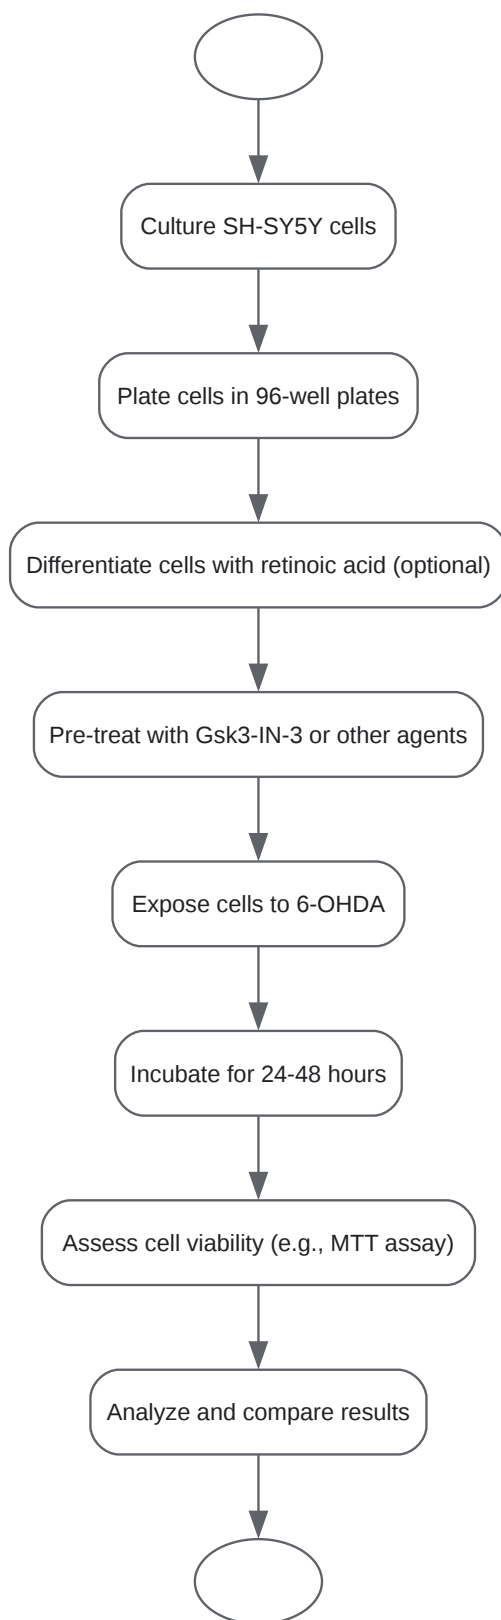 Culture SH-SY5Y cells
Plate cells in 96-well plates
Differentiate cells with retinoic acid (optional)
Pre-treat with Gsk3-IN-3 or other agents
Expose cells to 6-OHDA
Incubate for 24-48 hours
Assess cell viability (e.g., MTT assay)
Analyze and compare results